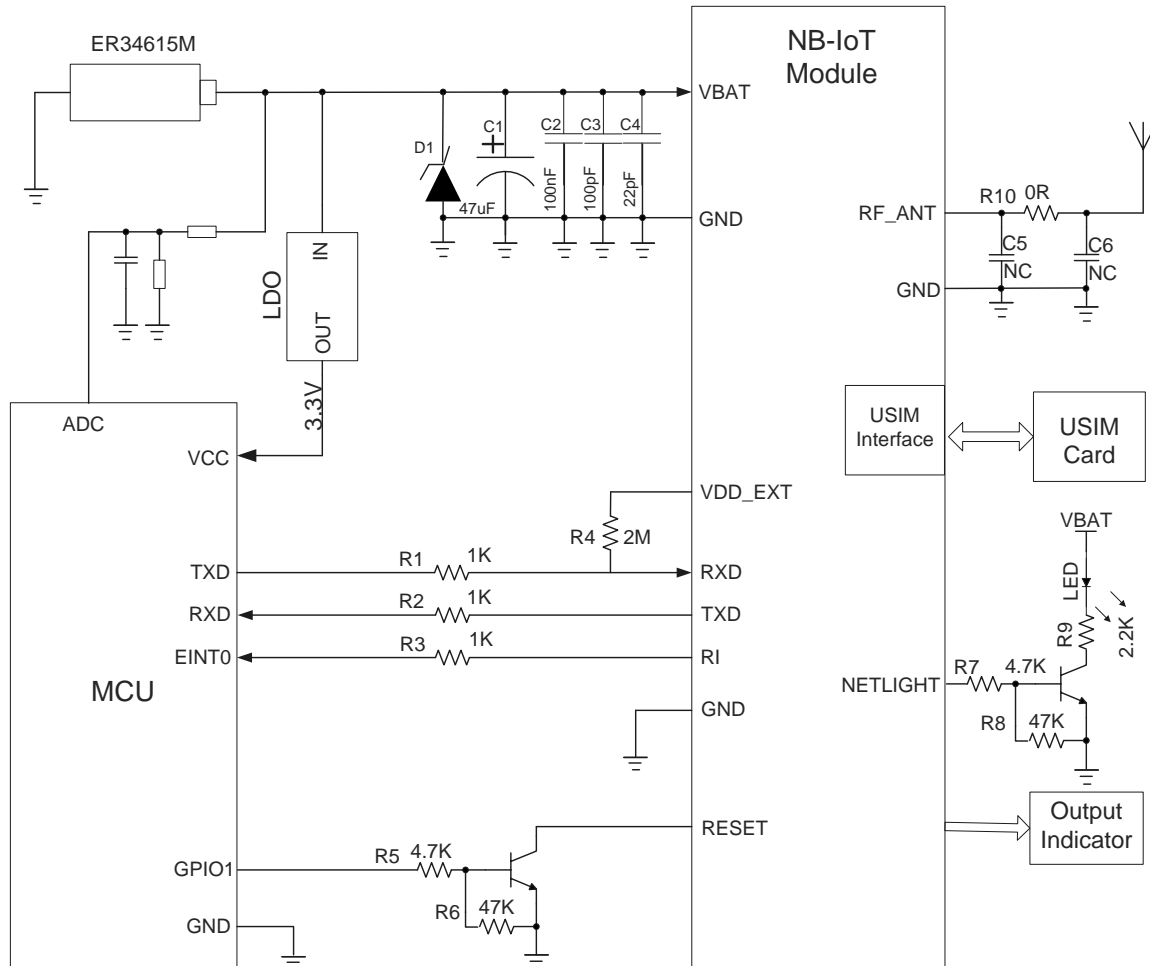 ER34615M
NB-IoT
Module
VBAT
D1
C1
47uF
C2
100nF
C3
100pF
C4
22pF
GND
RF_ANT
R10
0R
C5
NC
C6
NC
GND
LDO
IN
OUT
3.3V
ADC
VCC
USIM
Interface
USIM
Card
VDD_EXT
R4
2M
VBAT
LED
R9
2.2K
TXD
R1
1K
RXD
RXD
R2
1K
TXD
EINT0
R3
1K
RI
MCU
NETLIGHT
R7
4.7K
R8
47K
GND
RESET
Output
Indicator
GPIO1
R5
4.7K
R6
47K
GND